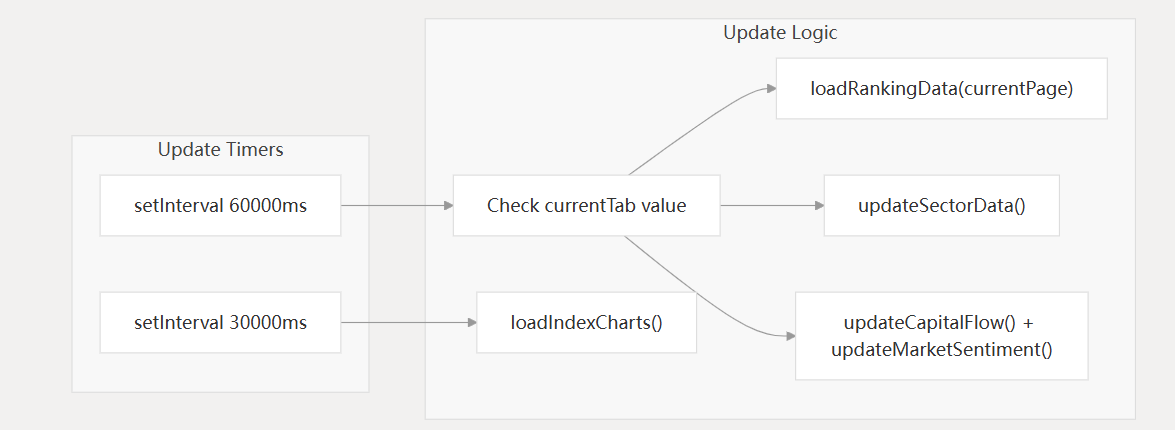 Update Logic
loadRankingData(currentPage)
Update Timers
setInterval 60000ms
Check currentTab value
updateSectorData()
setInterval 30000ms
loadIndexCharts()
updateCapitalFlow() +
updateMarketSentiment()